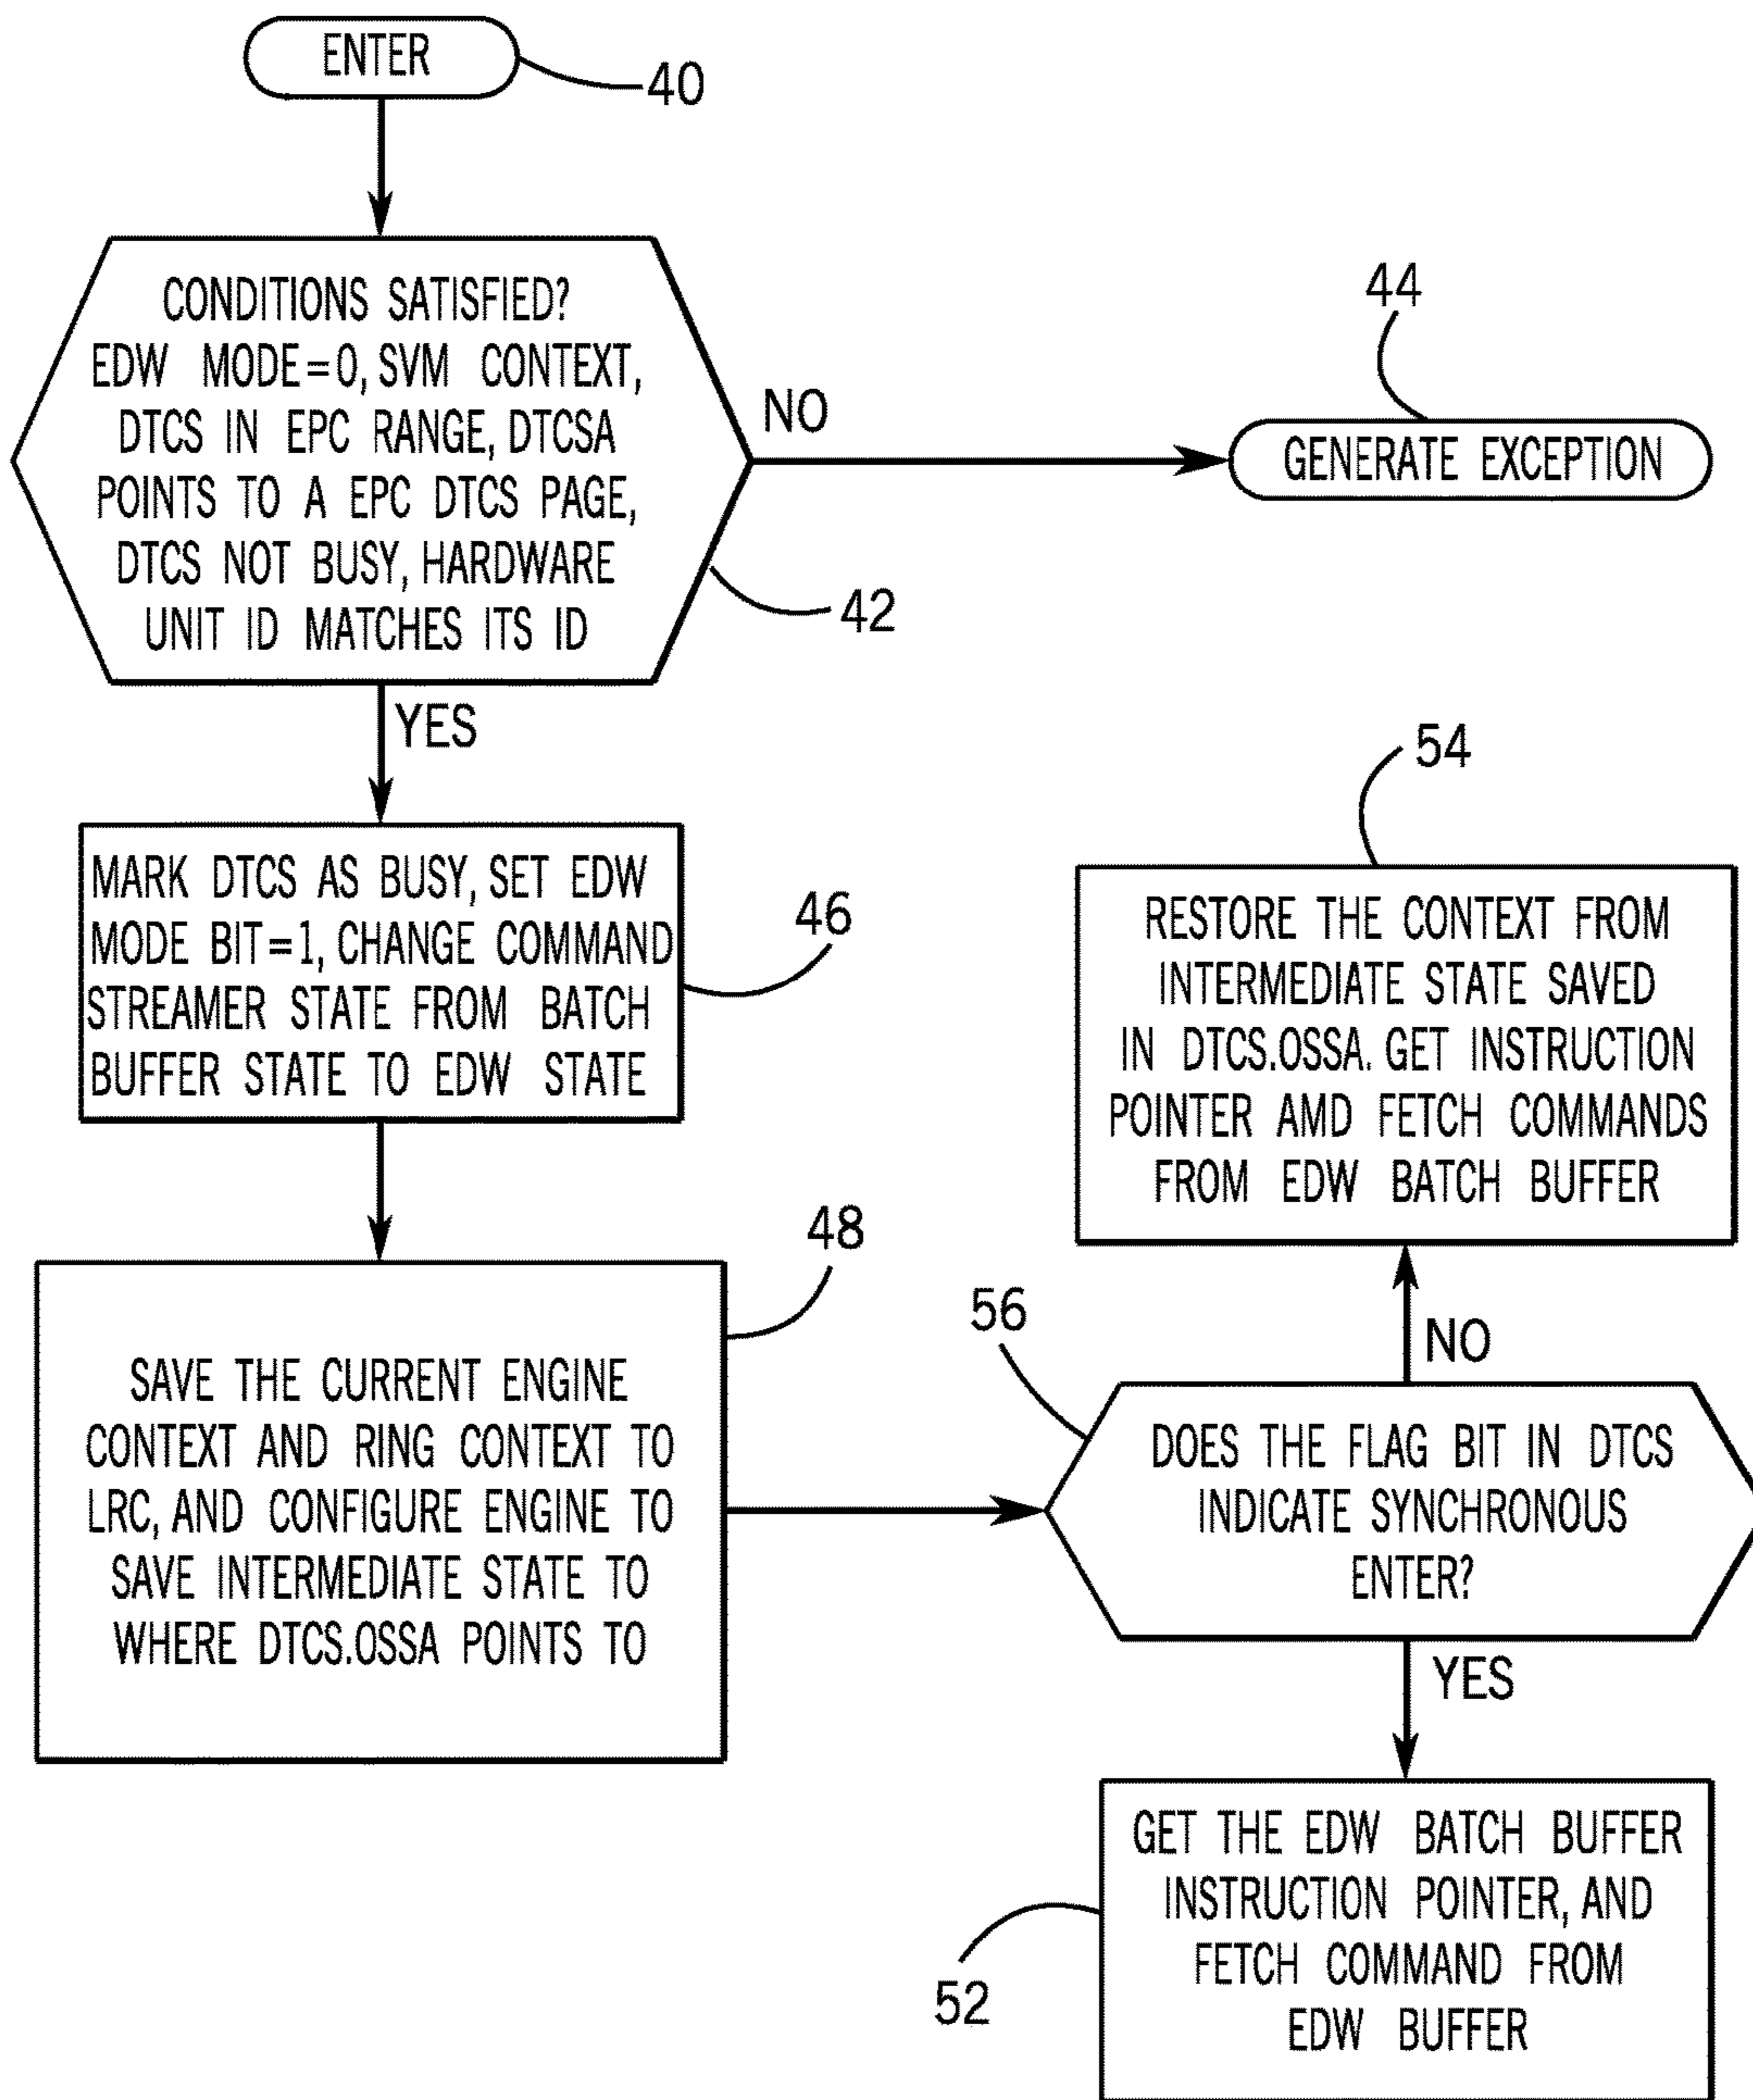 ENTER
40
CONDITIONS SATISFIED?
EDW MODE=0, SVM CONTEXT,
DTCS IN EPC RANGE, DTCSA
POINTS TO A EPC DTCS PAGE,
DTCS NOT BUSY, HARDWARE
UNIT ID MATCHES ITS ID
42
NO
44
GENERATE EXCEPTION
YES
MARK DTCS AS BUSY, SET EDW
MODE BIT=1, CHANGE COMMAND
STREAMER STATE FROM BATCH
BUFFER STATE TO EDW STATE
46
SAVE THE CURRENT ENGINE
CONTEXT AND RING CONTEXT TO
LRC, AND CONFIGURE ENGINE TO
SAVE INTERMEDIATE STATE TO
WHERE DTCS.OSSA POINTS TO
48
54
RESTORE THE CONTEXT FROM
INTERMEDIATE STATE SAVED
IN DTCS.OSSA. GET INSTRUCTION
POINTER AMD FETCH COMMANDS
FROM EDW BATCH BUFFER
NO
56
DOES THE FLAG BIT IN DTCS
INDICATE SYNCHRONOUS
ENTER?
YES
GET THE EDW BATCH BUFFER
INSTRUCTION POINTER, AND
FETCH COMMAND FROM
EDW BUFFER
52